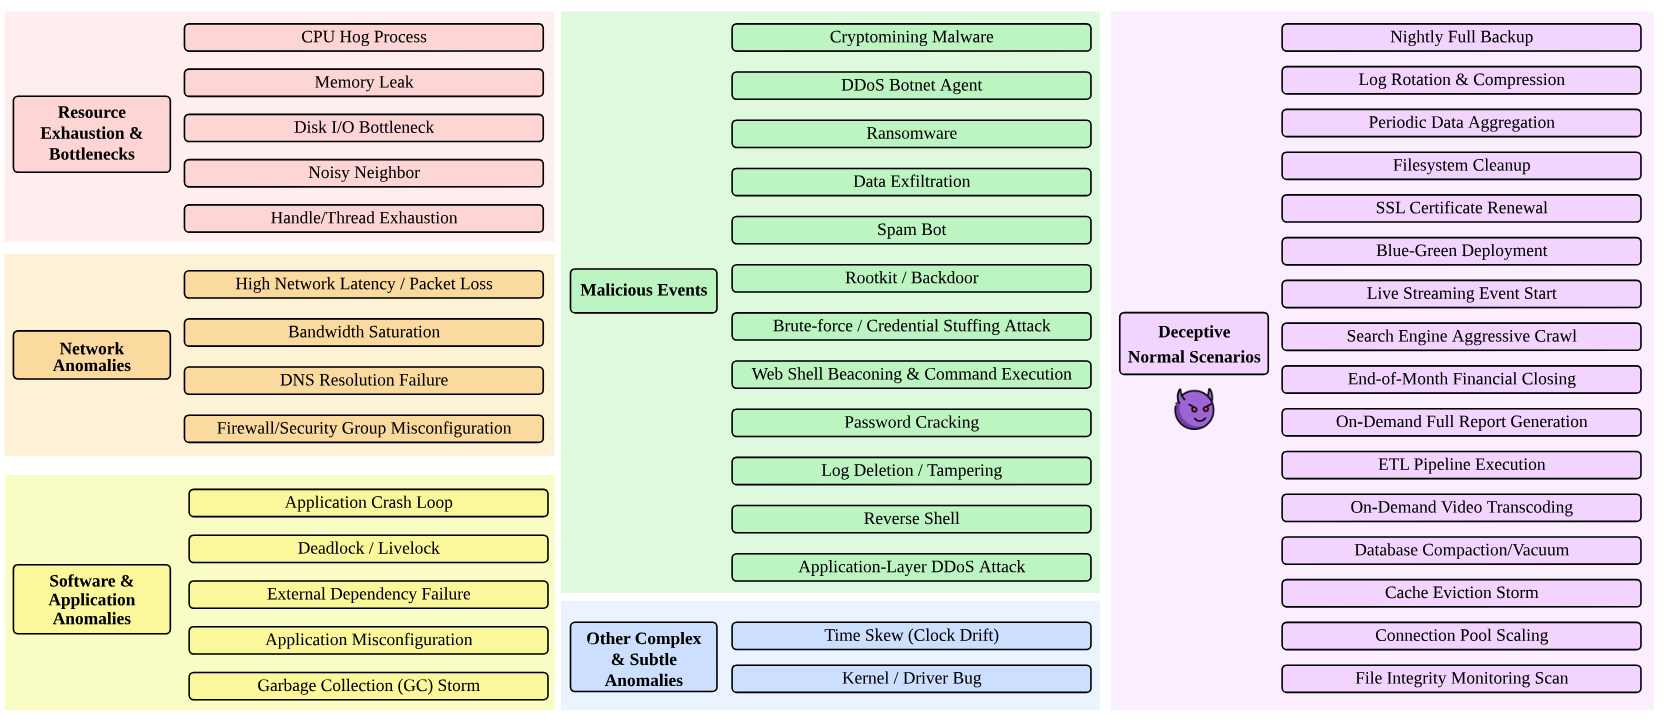 Resource
Exhaustion &
Bottlenecks
CPU Hog Process
Memory Leak
Disk I/O Bottleneck
Noisy Neighbor
Handle/Thread Exhaustion
Network
Anomalies
High Network Latency / Packet Loss
Bandwidth Saturation
DNS Resolution Failure
Firewall/Security Group Misconfiguration
Software &
Application
Anomalies
Application Crash Loop
Deadlock / Livelock
External Dependency Failure
Application Misconfiguration
Garbage Collection (GC) Storm
Malicious Events
Cryptomining Malware
DDoS Botnet Agent
Ransomware
Data Exfiltration
Spam Bot
Rootkit / Backdoor
Brute-force / Credential Stuffing Attack
Web Shell Beaconing & Command Execution
Password Cracking
Log Deletion / Tampering
Reverse Shell
Application-Layer DDoS Attack
Other Complex
& Subtle
Anomalies
Time Skew (Clock Drift)
Kernel / Driver Bug
Deceptive
Normal Scenarios
Nightly Full Backup
Log Rotation & Compression
Periodic Data Aggregation
Filesystem Cleanup
SSL Certificate Renewal
Blue-Green Deployment
Live Streaming Event Start
Search Engine Aggressive Crawl
End-of-Month Financial Closing
On-Demand Full Report Generation
ETL Pipeline Execution
On-Demand Video Transcoding
Database Compaction/Vacuum
Cache Eviction Storm
Connection Pool Scaling
File Integrity Monitoring Scan